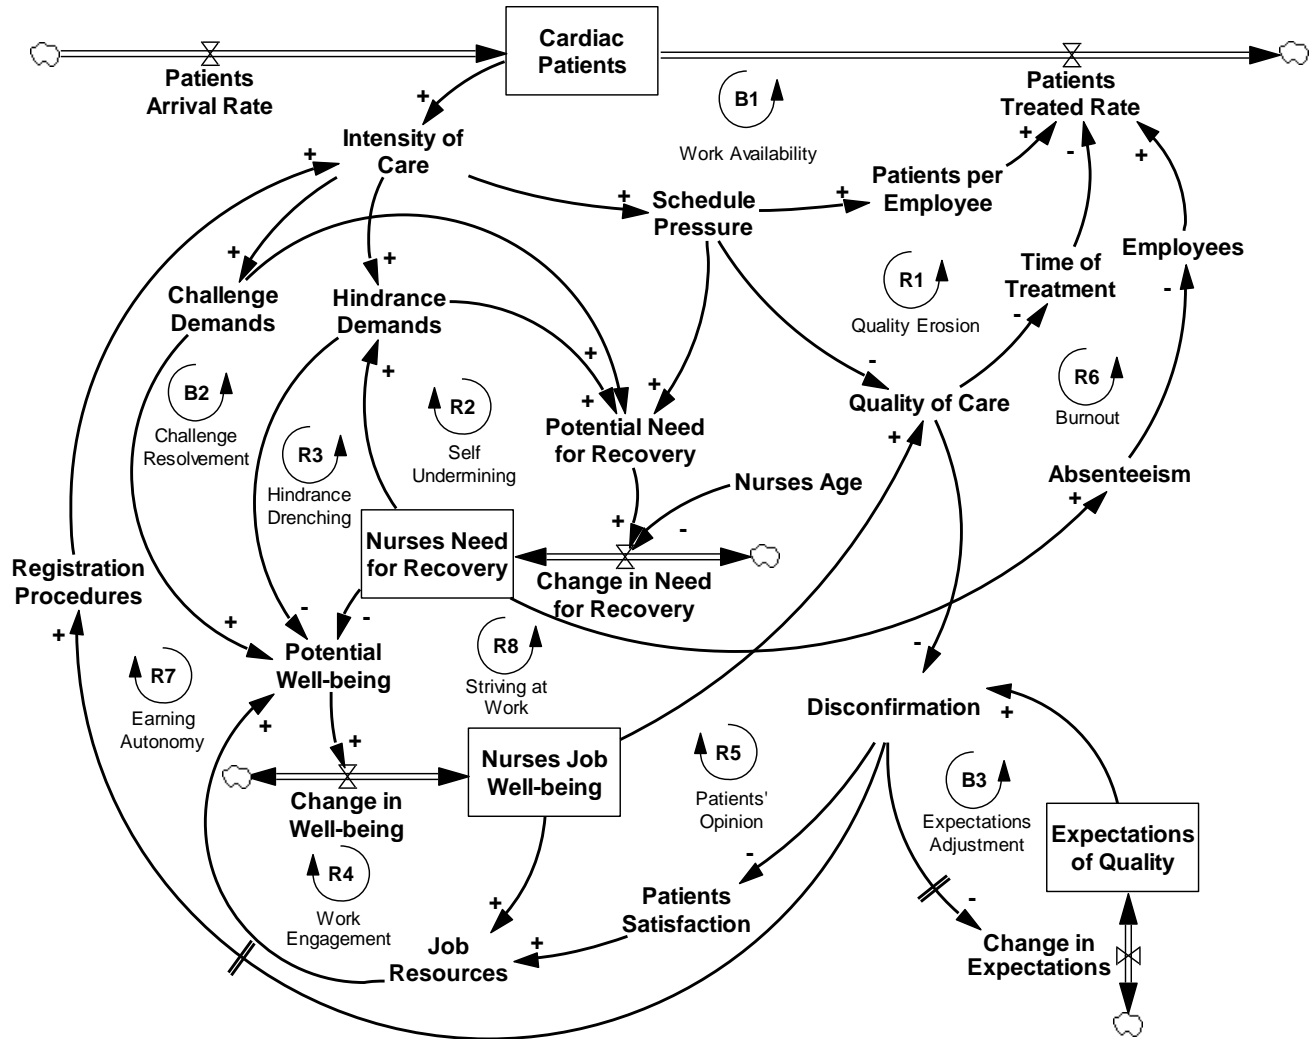 Cardiac
Patients
Patients
Arrival Rate
B1
Work Availability
Patients
Treated Rate
+
Intensity of
Care
+
+
-
+
Patients per
Employee
+
+
Schedule
Pressure
Employees
+
+
Challenge
Demands
Hindrance
Demands
R1
Quality Erosion
Time of
Treatment
-
-
+
+
-
B2
Challenge
Resolvement
R2
Self
Undermining
+
+
Quality of Care
+
R6
Burnout
R3
Hindrance
Drenching
Potential Need
for Recovery
Nurses Age
Absenteeism
+
+
-
Nurses Need
for Recovery
Change in Need
for Recovery
Registration
Procedures
+
+
-
-
Potential
Well-being
R8
Striving at
Work
-
R7
Earning
Autonomy
+
+
Disconfirmation
+
Nurses Job
Well-being
Change in
Well-being
R5
Patients'
Opinion
B3
Expectations
Adjustment
Expectations
of Quality
R4
Work
Engagement
-
-
+
Patients
Satisfaction
+
Job
Resources
Change in
Expectations